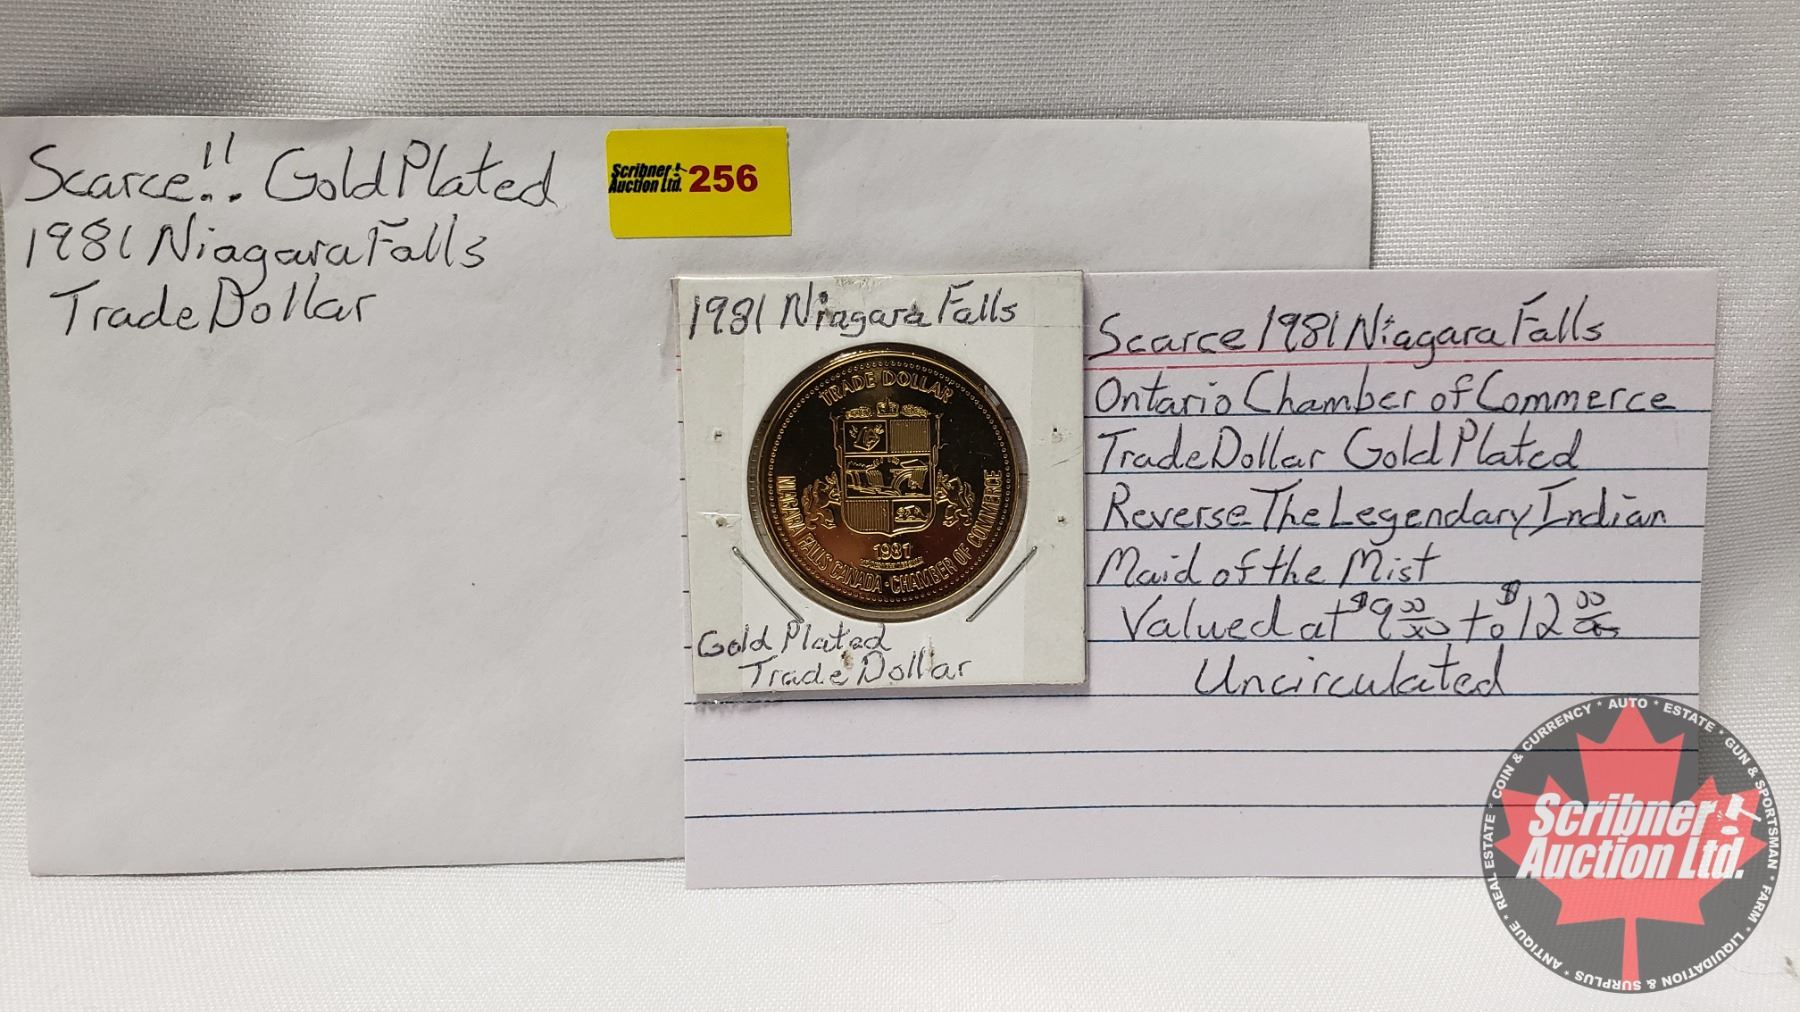 Scarce!! Gold Plated
1981 Niagara Falls
Trade Dollar
Scribner
Auction Ltd.
256
1981 Niagara Falls
TRADE DOLLAR
1981
NIAGARA FALLS CANADA · CHAMBER OF COMMERCE
Gold Plated
Trade Dollar
Scarce 1981 Niagara Falls
Ontario Chamber of Commerce
Trade Dollar Gold Plated
Reverse The Legendary Indian
Maid of the Mist
Valued at $9 00/xx to $12 00/xx
Uncirculated
Scribner
Auction Ltd.
REAL ESTATE * COIN & CURRENCY * AUTO * ESTATE * GUN & SPORTSMAN * FARM * LIQUIDATION & SURPLUS * ANTIQUE *